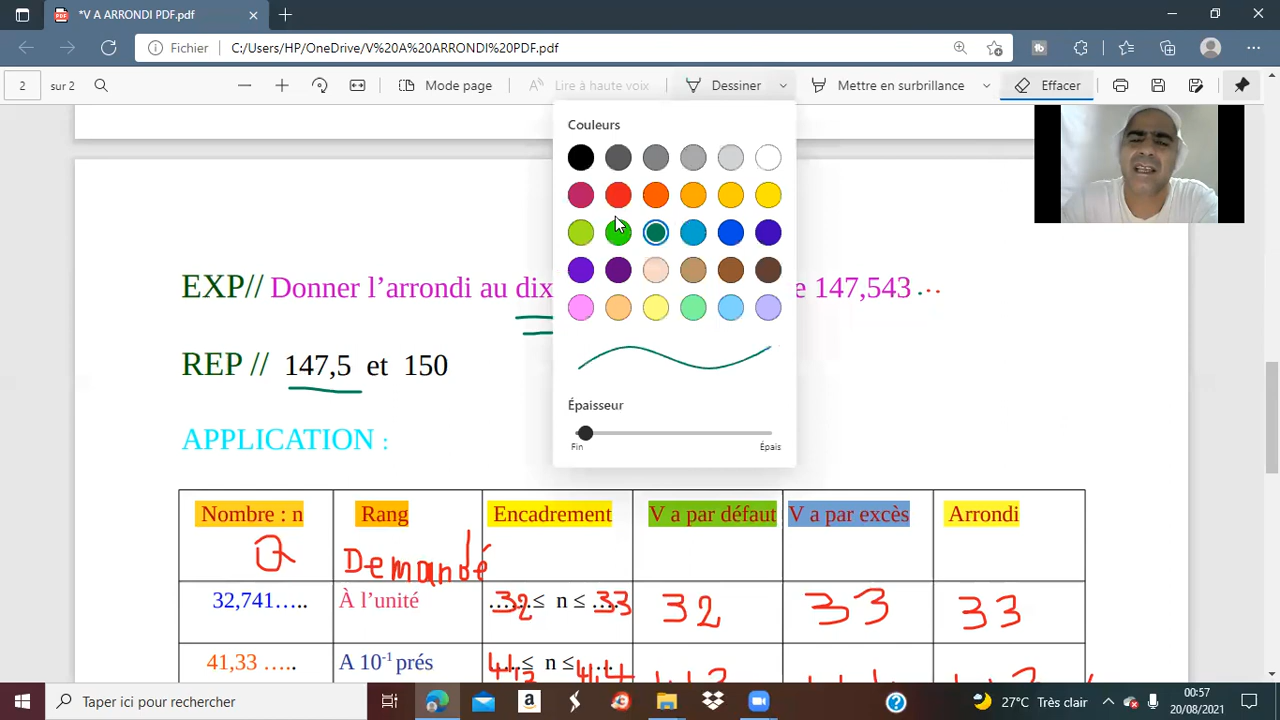 *V A ARRONDI PDF.pdf
Fichier C:/Users/HP/OneDrive/V%20A%20ARRONDI%20PDF.pdf
2 sur 2 Mode page Lire à haute voix Dessiner Mettre en surbrillance Effacer
Couleurs
EXP// Donner l’arrondi au dix e 147,543
REP // 147,5 et 150
Épaisseur
Fin Épais
APPLICATION :
Nombre : n Rang Encadrement V a par défaut V a par excès Arrondi
Demandé
32,741….. À l’unité ...32...≤ n ≤ ...33... 32 33 33
41,33 ….. A 10⁻¹ prés ....≤ n ≤....
Taper ici pour rechercher 27°C Très clair 00:57
20/08/2021